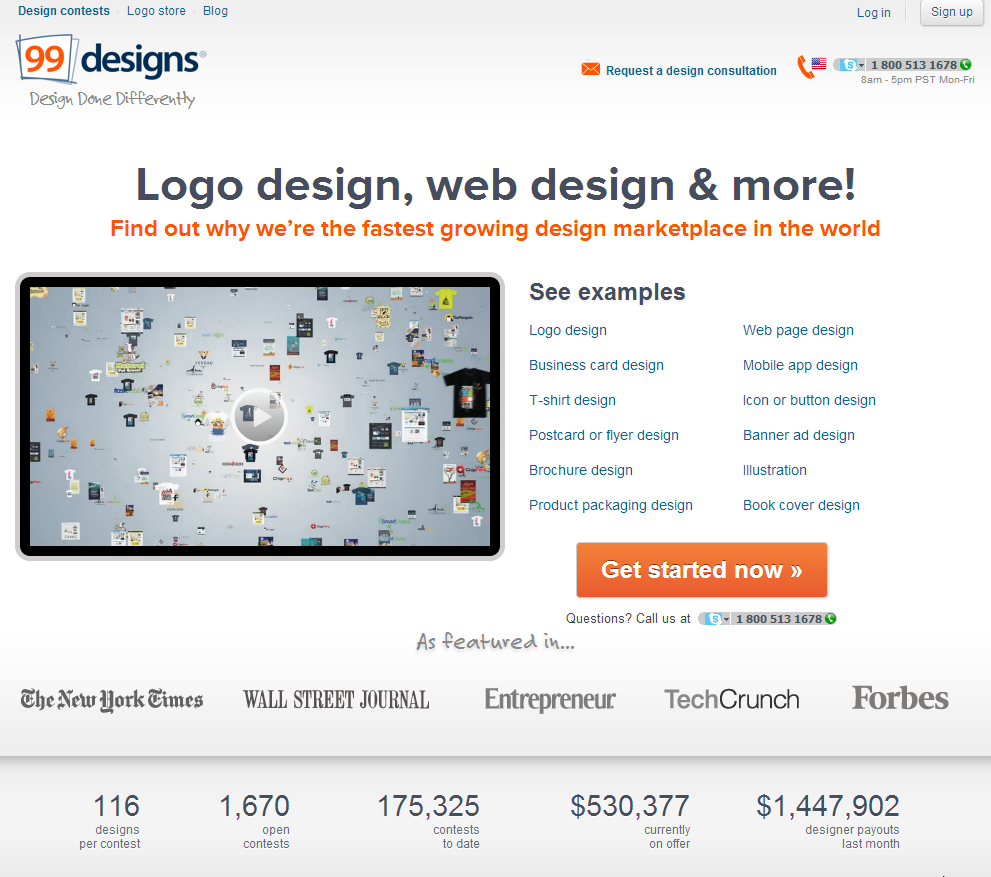 Design contests · Logo store · Blog
Log in
Sign up
99designs®
Design Done Differently
Request a design consultation
1 800 513 1678
8am - 5pm PST Mon-Fri
Logo design, web design & more!
Find out why we're the fastest growing design marketplace in the world
See examples
Logo design
Web page design
Business card design
Mobile app design
T-shirt design
Icon or button design
Postcard or flyer design
Banner ad design
Brochure design
Illustration
Product packaging design
Book cover design
Get started now »
Questions? Call us at 1 800 513 1678
As featured in...
The New York Times
WALL STREET JOURNAL
Entrepreneur
TechCrunch
Forbes
116
designs
per contest
1,670
open
contests
175,325
contests
to date
$530,377
currently
on offer
$1,447,902
designer payouts
last month